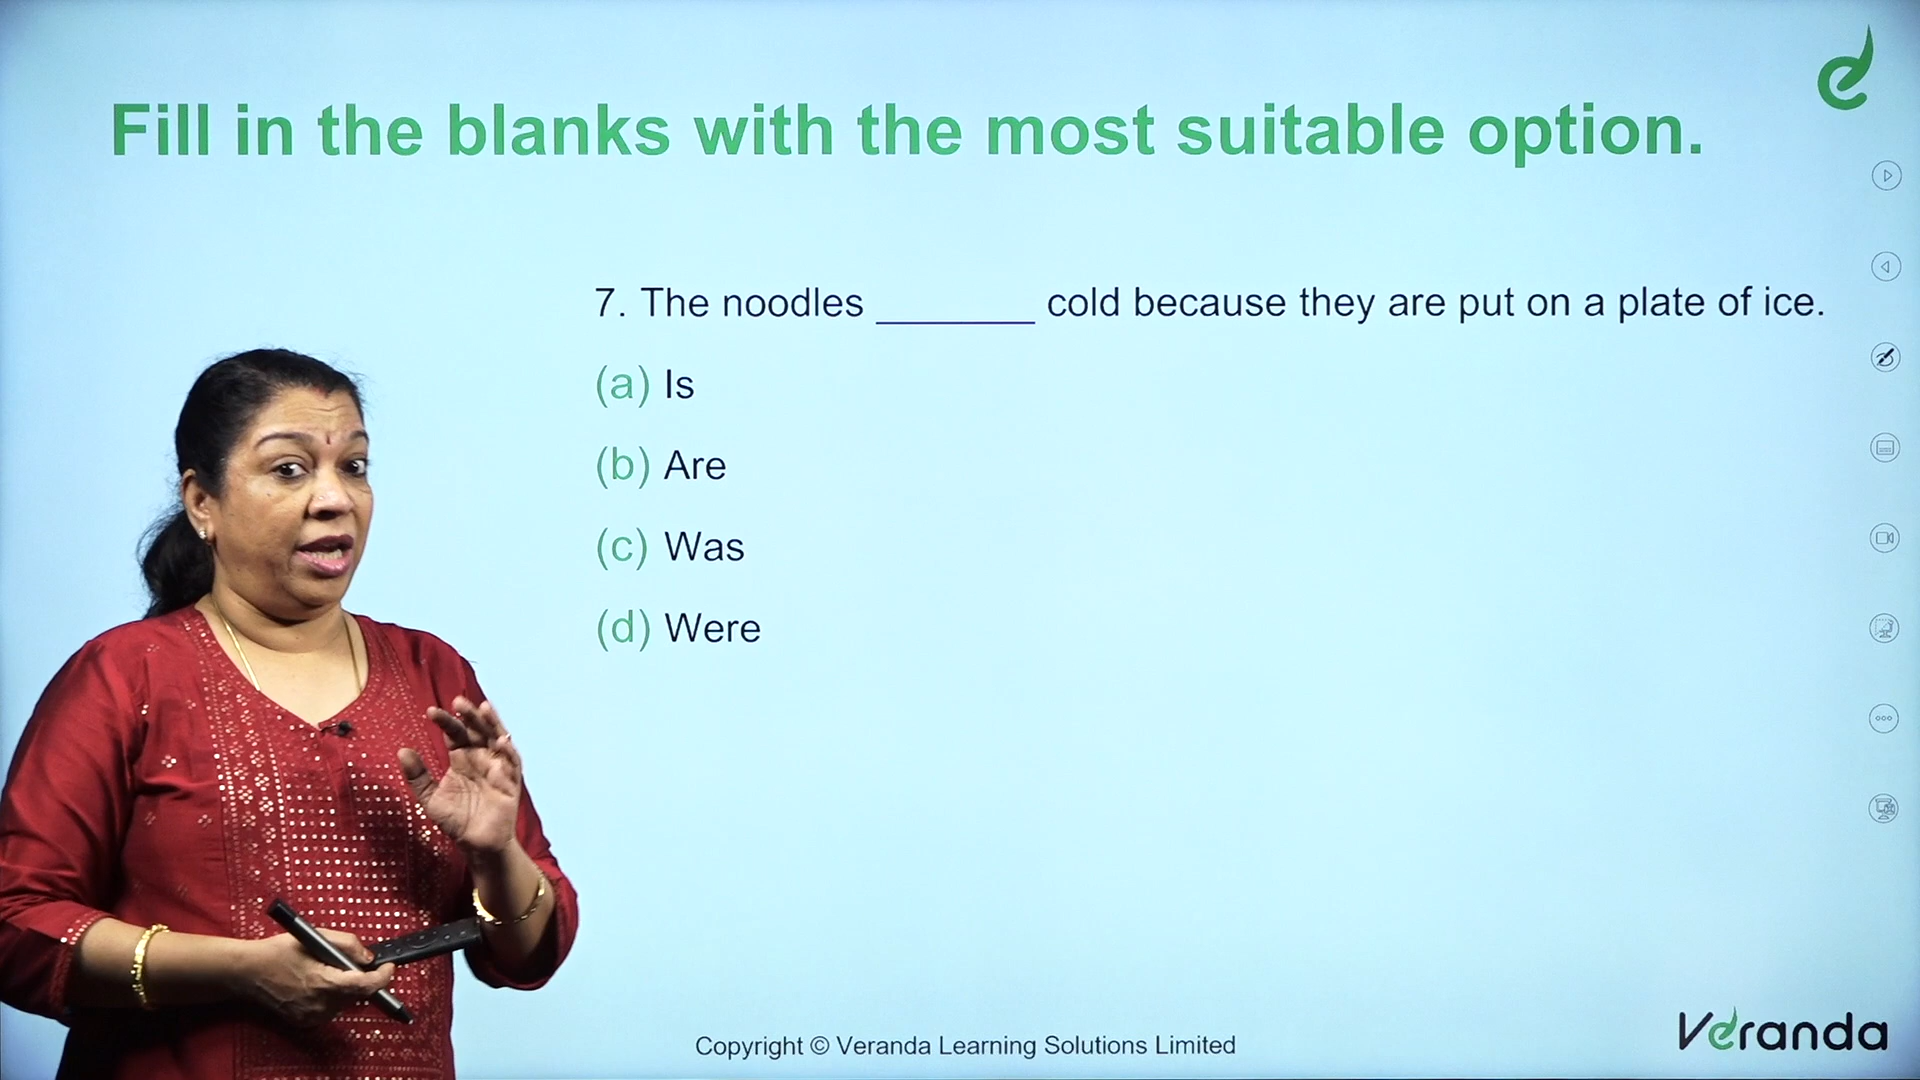 Fill in the blanks with the most suitable option.
7. The noodles _______ cold because they are put on a plate of ice.
(a) Is
(b) Are
(c) Was
(d) Were
Copyright © Veranda Learning Solutions Limited
Veranda